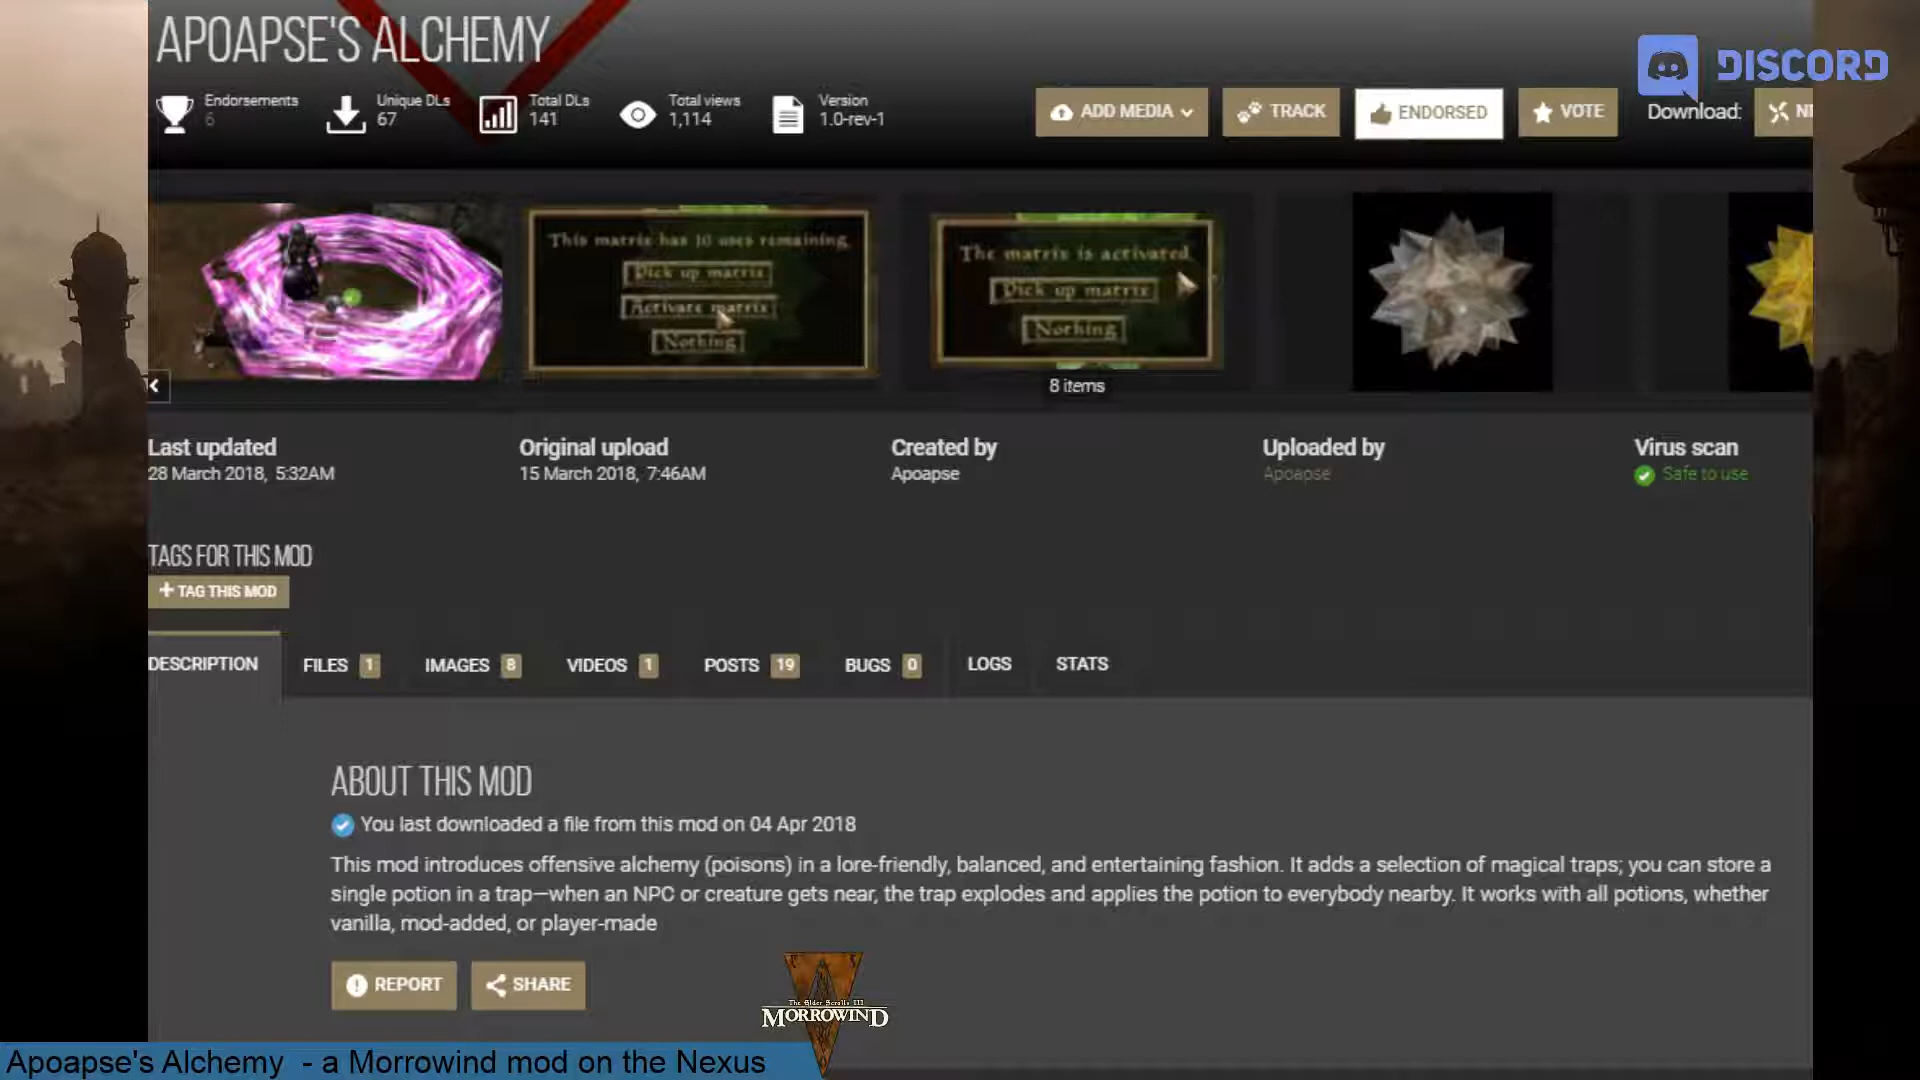 APOAPSE'S ALCHEMY
DISCORD
Endorsements
6
Unique DLs
67
Total DLs
141
Total views
1,114
Version
1.0-rev-1
ADD MEDIA
TRACK
ENDORSED
VOTE
Download:
This matrix has 10 uses remaining.
Pick up matrix
Activate matrix
Nothing
The matrix is activated.
Pick up matrix
Nothing
8 items
Last updated
28 March 2018, 5:32AM
Original upload
15 March 2018, 7:46AM
Created by
Apoapse
Uploaded by
Apoapse
Virus scan
Safe to use
TAGS FOR THIS MOD
+ TAG THIS MOD
DESCRIPTION
FILES 1
IMAGES 8
VIDEOS 1
POSTS 19
BUGS 0
LOGS
STATS
ABOUT THIS MOD
You last downloaded a file from this mod on 04 Apr 2018
This mod introduces offensive alchemy (poisons) in a lore-friendly, balanced, and entertaining fashion. It adds a selection of magical traps; you can store a
single potion in a trap—when an NPC or creature gets near, the trap explodes and applies the potion to everybody nearby. It works with all potions, whether
vanilla, mod-added, or player-made
REPORT
SHARE
The Elder Scrolls III
MORROWIND
Apoapse's Alchemy - a Morrowind mod on the Nexus